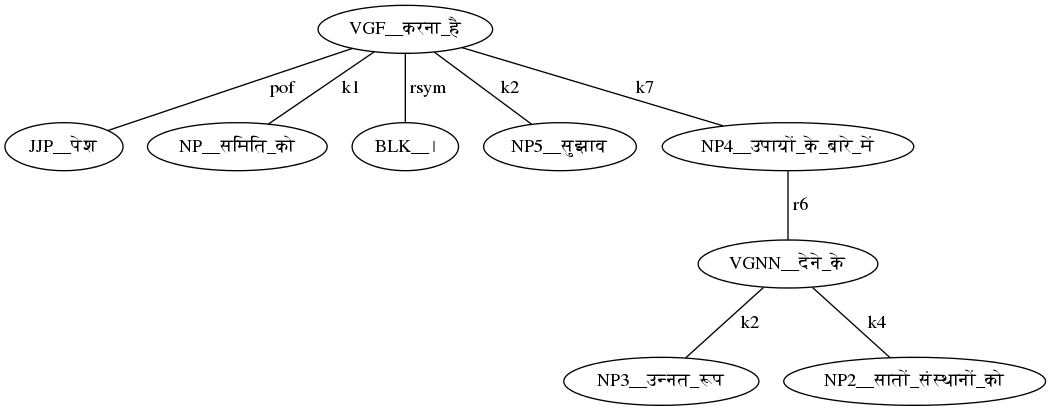 VGF__करना_है
pof k1 rsym k2 k7
JJP__पेश NP__समिति_को BLK__। NP5__सुझाव NP4__उपायों_के_बारे_में
r6
VGNN__देने_के
k2 k4
NP3__उन्नत_रूप NP2__सातों_संस्थानों_को